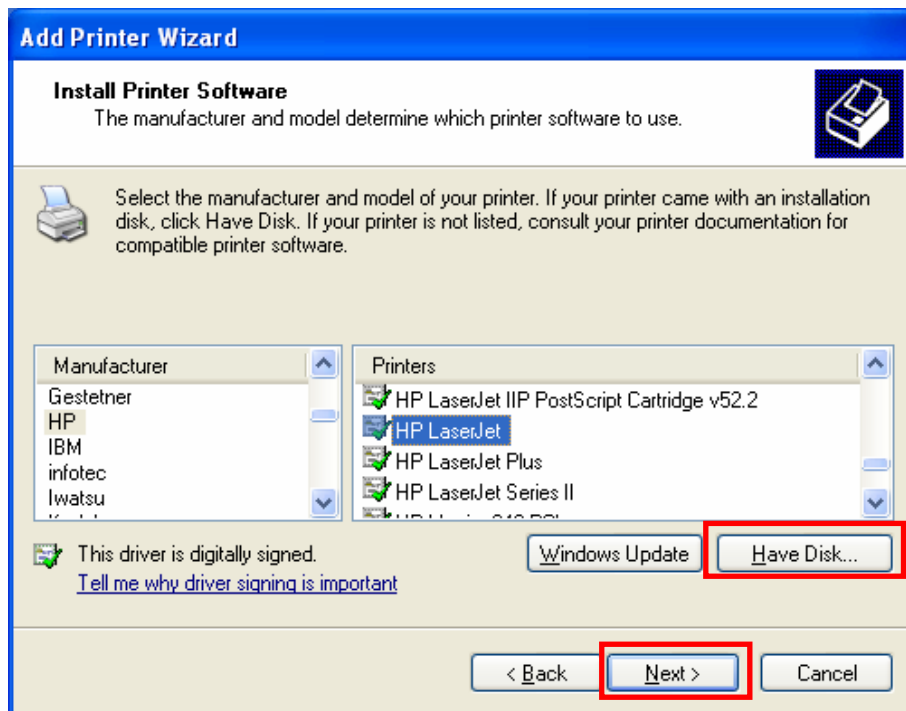 Add Printer Wizard
Install Printer Software
The manufacturer and model determine which printer software to use.
Select the manufacturer and model of your printer. If your printer came with an installation
disk, click Have Disk. If your printer is not listed, consult your printer documentation for
compatible printer software.
Manufacturer
Gestetner
HP
IBM
infotec
Iwatsu
Printers
HP LaserJet IIP PostScript Cartridge v52.2
HP LaserJet
HP LaserJet Plus
HP LaserJet Series II
This driver is digitally signed.
Tell me why driver signing is important
Windows Update
Have Disk...
< Back
Next >
Cancel